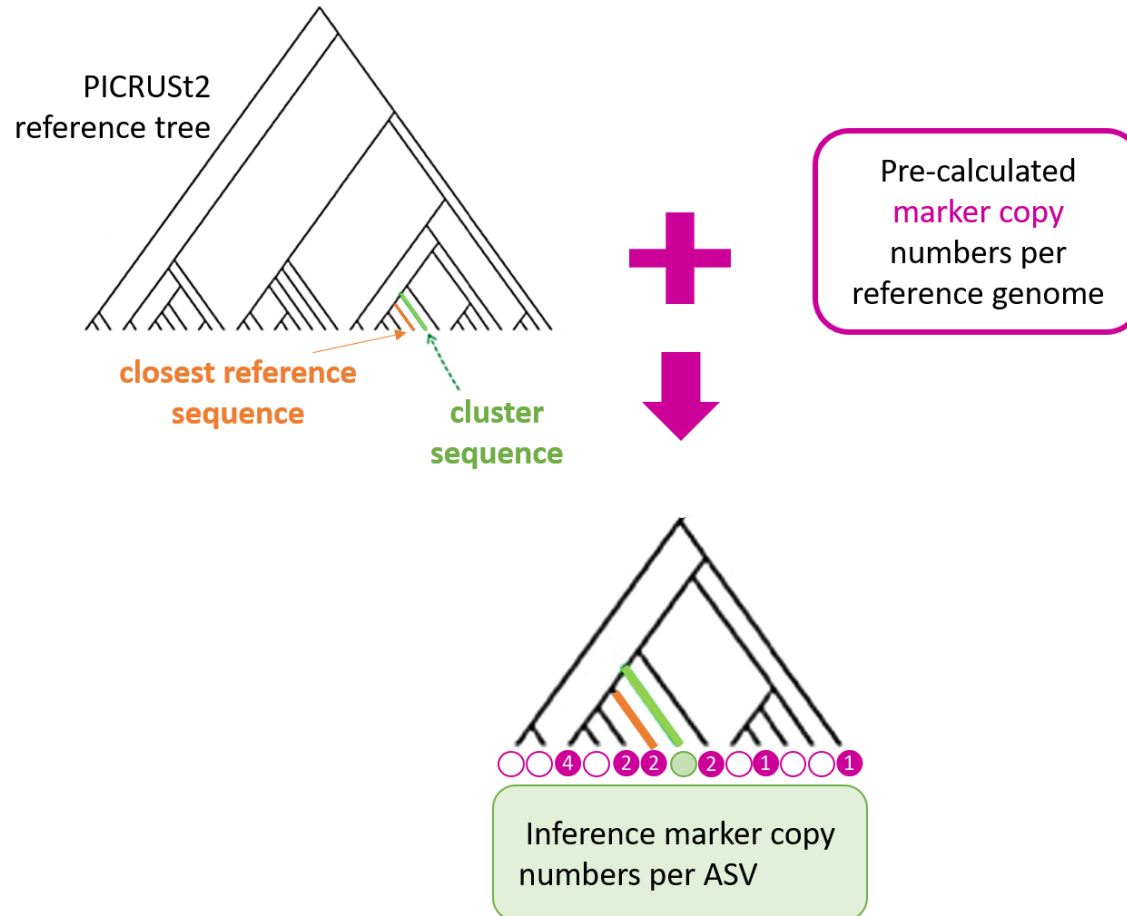 PICRUSt2
reference tree
Pre-calculated
marker copy
numbers per
reference genome
closest reference
sequence
cluster
sequence
4 2 2 2 1 1
Inference marker copy
numbers per ASV